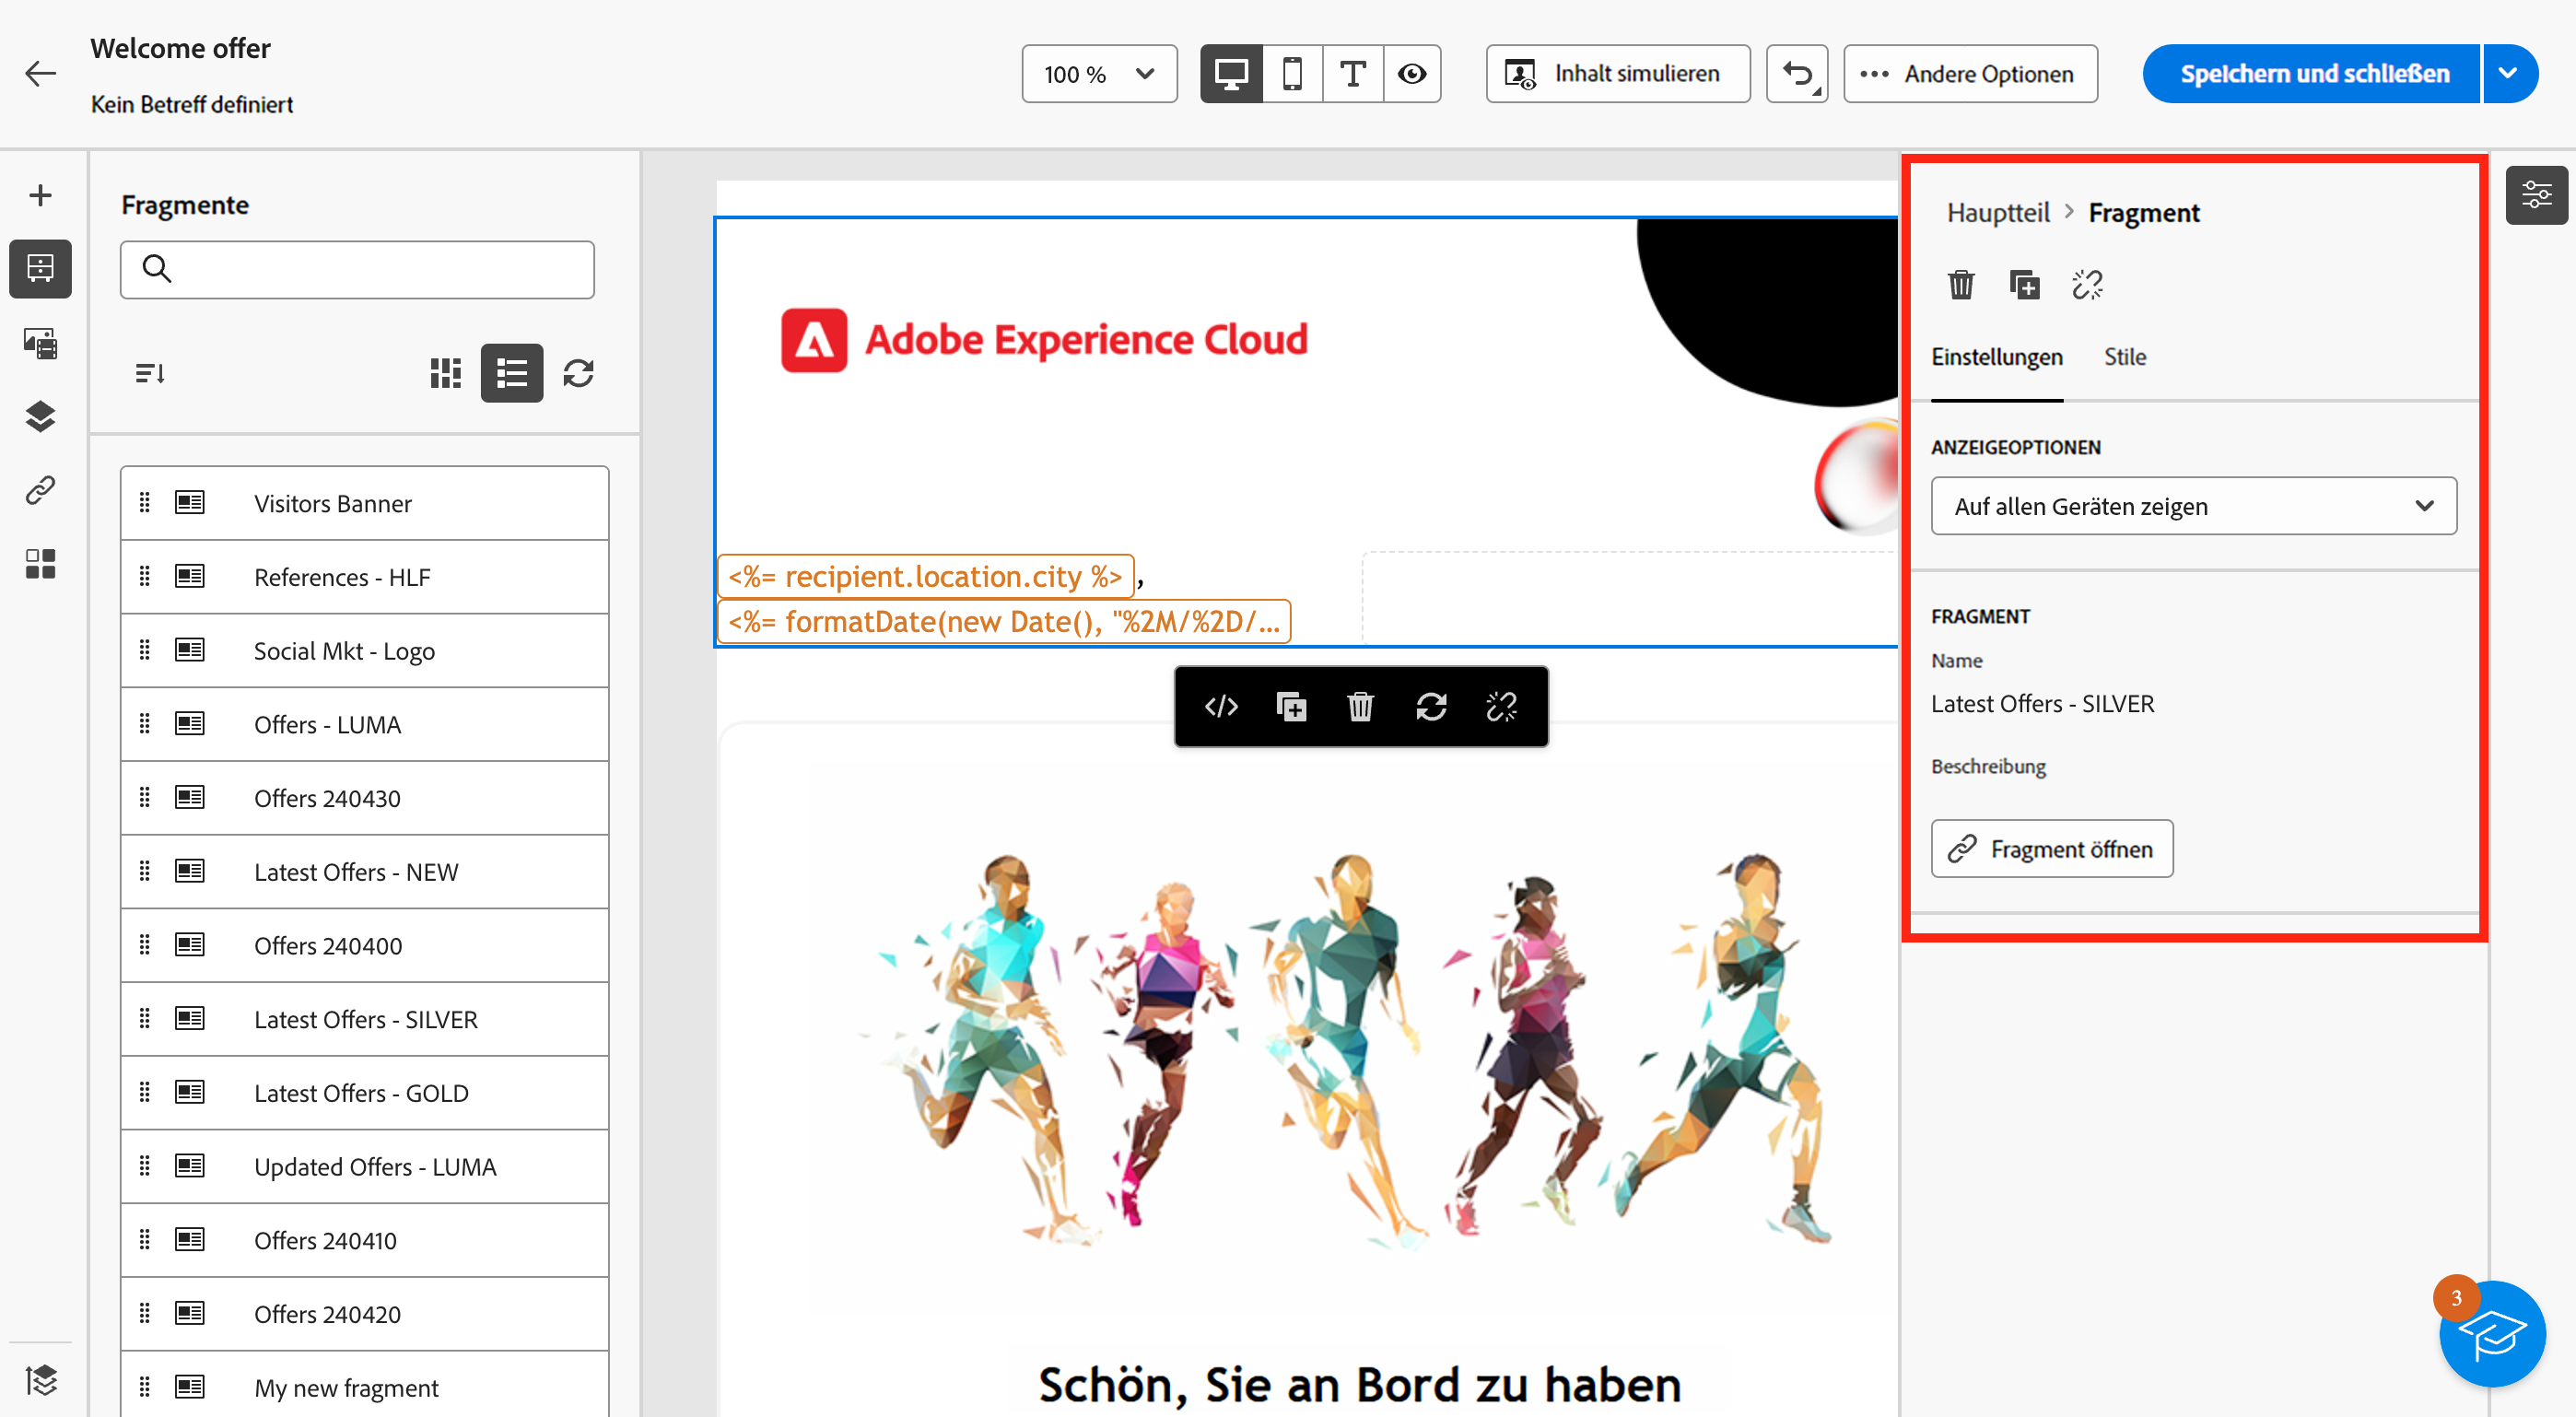 Welcome offer
Kein Betreff definiert
100 %
Inhalt simulieren
Andere Optionen
Speichern und schließen
Fragmente
Visitors Banner
References - HLF
Social Mkt - Logo
Offers - LUMA
Offers 240430
Latest Offers - NEW
Offers 240400
Latest Offers - SILVER
Latest Offers - GOLD
Updated Offers - LUMA
Offers 240410
Offers 240420
My new fragment
Adobe Experience Cloud
<%= recipient.location.city %> ,
<%= formatDate(new Date(), "%2M/%2D/...
Schön, Sie an Bord zu haben
Hauptteil > Fragment
Einstellungen Stile
ANZEIGEOPTIONEN
Auf allen Geräten zeigen
FRAGMENT
Name
Latest Offers - SILVER
Beschreibung
Fragment öffnen
3